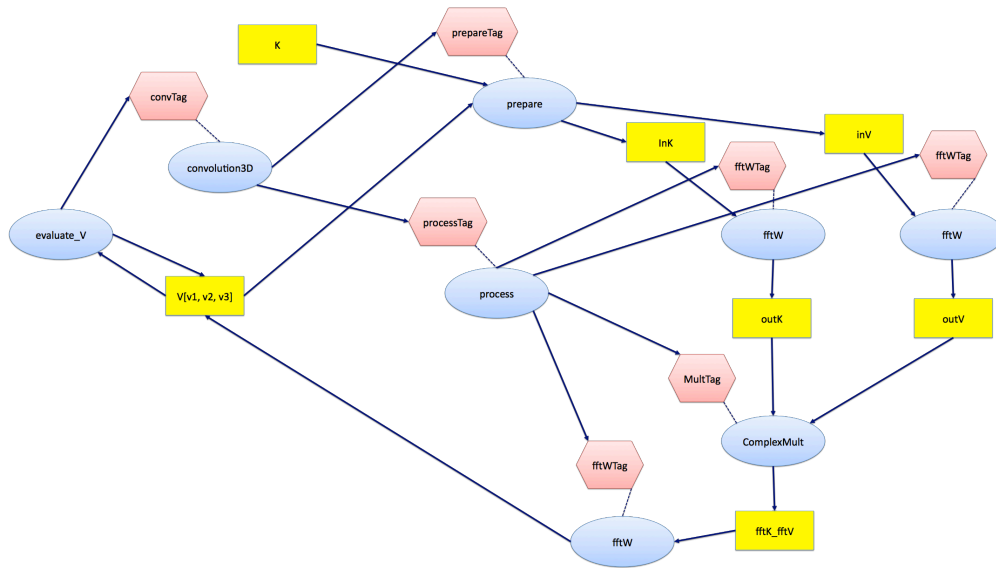 prepareTag
K
convTag
prepare
InK
inV
fftWTag
fftWTag
convolution3D
processTag
evaluate_V
fftW
fftW
V[v1, v2, v3]
process
outK
outV
MultTag
ComplexMult
fftWTag
fftK_fftV
fftW